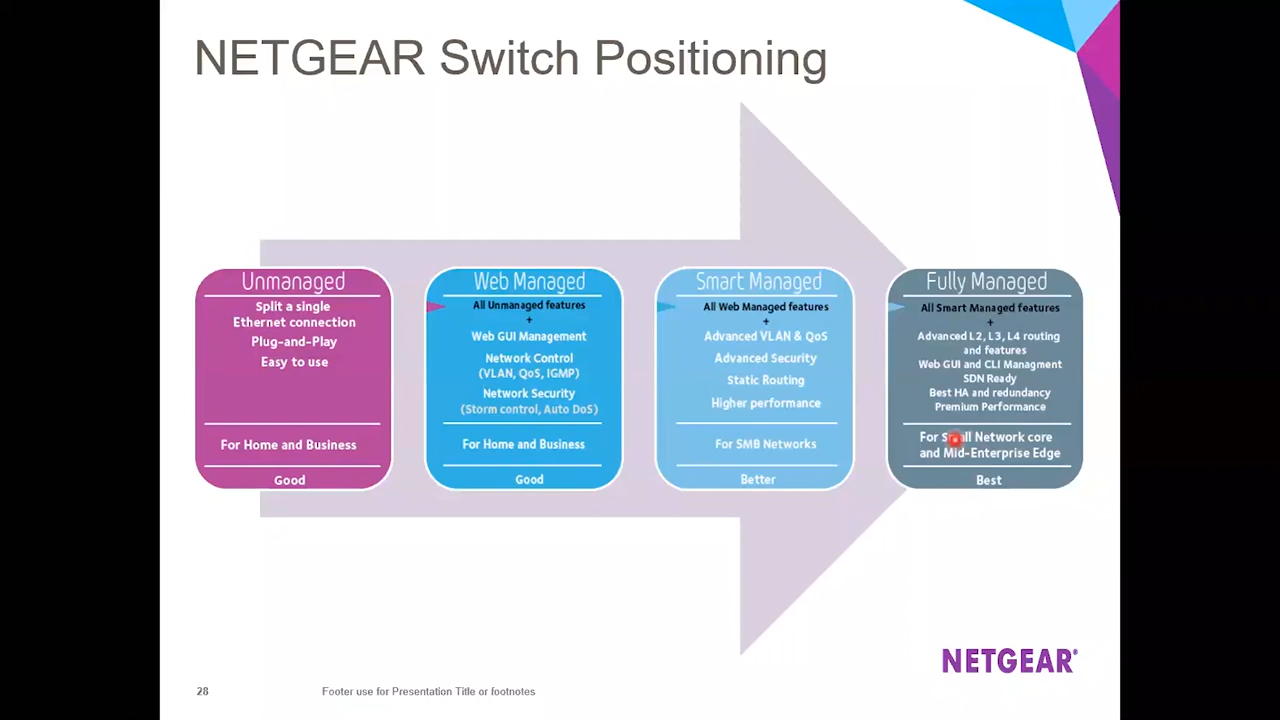 NETGEAR Switch Positioning
Unmanaged
Split a single
Ethernet connection
Plug-and-Play
Easy to use
For Home and Business
Good
Web Managed
All Unmanaged features
+
Web GUI Management
Network Control
(VLAN, QoS, IGMP)
Network Security
(Storm control, Auto DoS)
For Home and Business
Good
Smart Managed
All Web Managed features
+
Advanced VLAN & QoS
Advanced Security
Static Routing
Higher performance
For SMB Networks
Better
Fully Managed
All Smart Managed features
+
Advanced L2, L3, L4 routing
and features
Web GUI and CLI Managment
SDN Ready
Best HA and redundancy
Premium Performance
For Small Network core
and Mid-Enterprise Edge
Best
NETGEAR®
28
Footer use for Presentation Title or footnotes